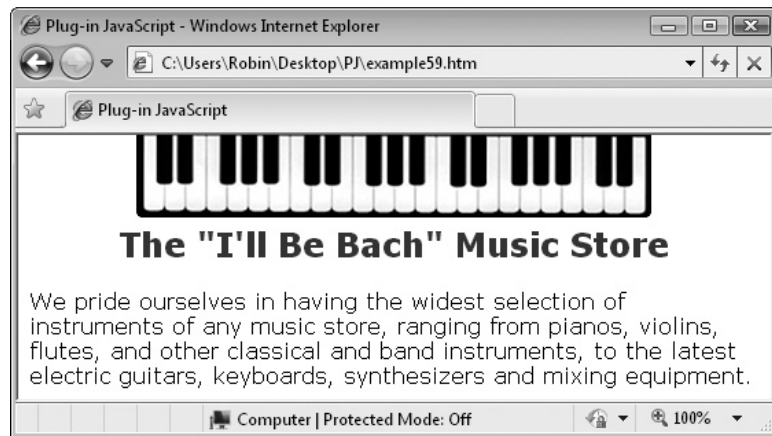 Plug-in JavaScript - Windows Internet Explorer
C:\Users\Robin\Desktop\PJ\example59.htm
Plug-in JavaScript
The "I'll Be Bach" Music Store
We pride ourselves in having the widest selection of
instruments of any music store, ranging from pianos, violins,
flutes, and other classical and band instruments, to the latest
electric guitars, keyboards, synthesizers and mixing equipment.
Computer | Protected Mode: Off
100%